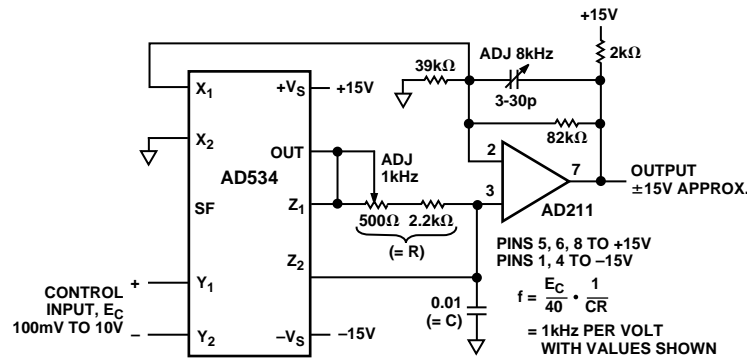 +15V
39kΩ
ADJ 8kHz
2kΩ
3-30p
X1
+VS
+15V
82kΩ
X2
OUT
ADJ
1kHz
2
7
OUTPUT
±15V APPROX.
AD534
Z1
3
AD211
SF
500Ω
2.2kΩ
(= R)
PINS 5, 6, 8 TO +15V
PINS 1, 4 TO –15V
Z2
CONTROL
INPUT, EC
100mV TO 10V
+
Y1
–
Y2
0.01
(= C)
–VS
–15V
f = EC/40 • 1/CR
= 1kHz PER VOLT
WITH VALUES SHOWN